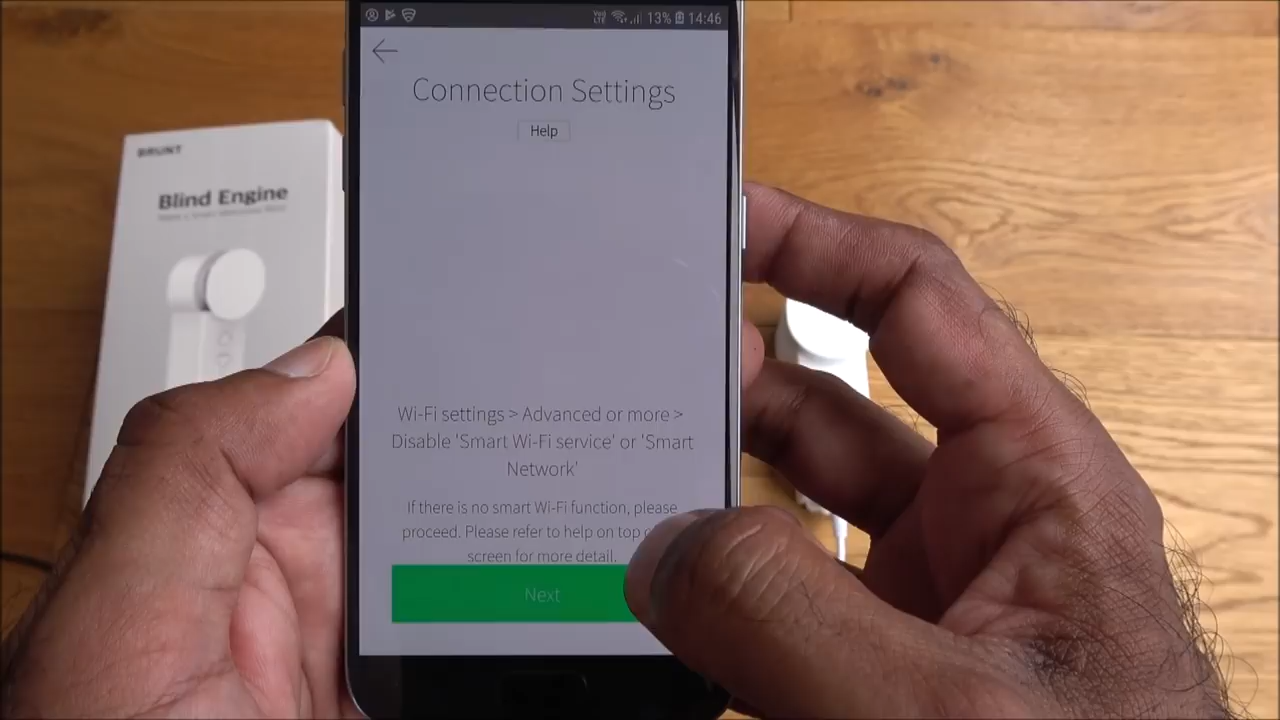 VoLTE 13% 14:46
Connection Settings
Help
BRUNT
Blind Engine
Wi-Fi settings > Advanced or more >
Disable 'Smart Wi-Fi service' or 'Smart
Network'
If there is no smart Wi-Fi function, please
proceed. Please refer to help on top
screen for more detail.
Next